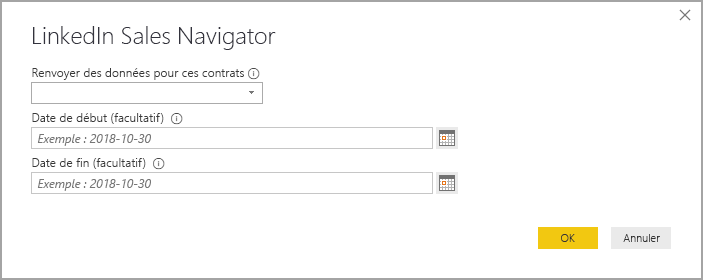 LinkedIn Sales Navigator
Renvoyer des données pour ces contrats
Date de début (facultatif)
Exemple : 2018-10-30
Date de fin (facultatif)
Exemple : 2018-10-30
OK Annuler